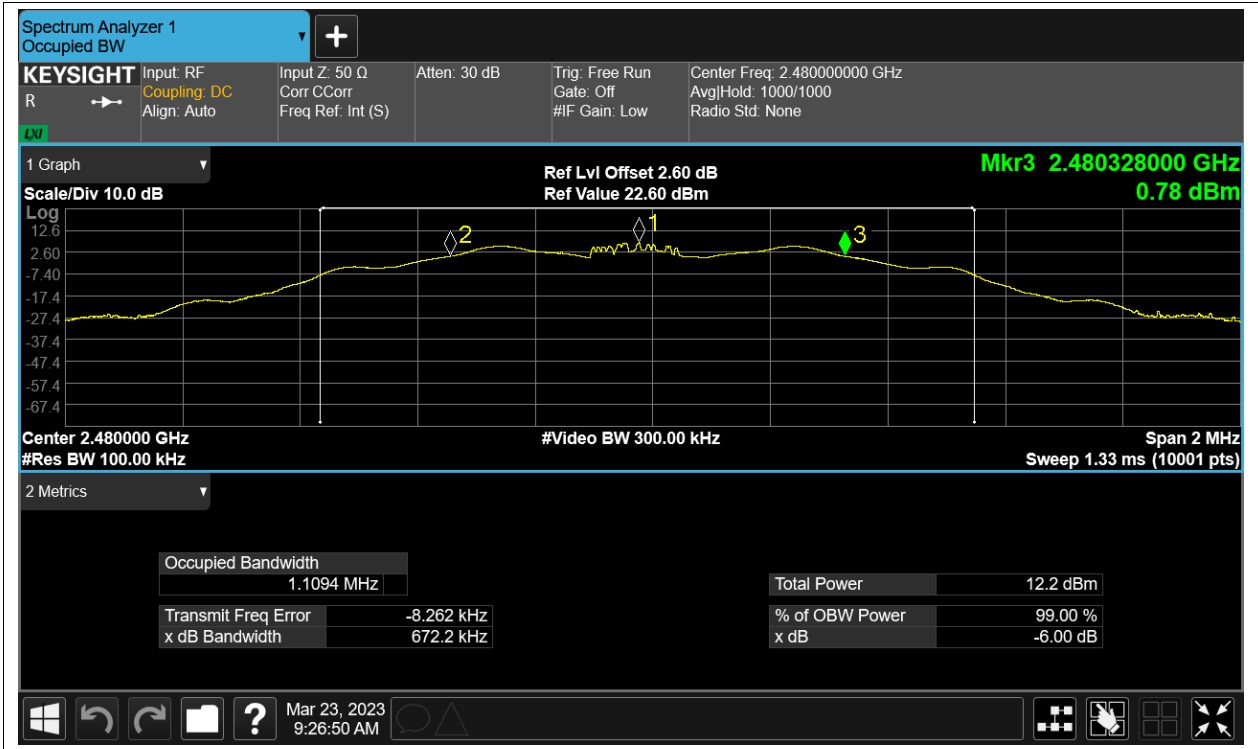 Spectrum Analyzer 1
Occupied BW
KEYSIGHT
R
LXI
Input: RF
Coupling: DC
Align: Auto
Input Z: 50 Ω
Corr CCorr
Freq Ref: Int (S)
Atten: 30 dB
Trig: Free Run
Gate: Off
#IF Gain: Low
Center Freq: 2.480000000 GHz
Avg|Hold: 1000/1000
Radio Std: None
1 Graph
Scale/Div 10.0 dB
Ref Lvl Offset 2.60 dB
Ref Value 22.60 dBm
Mkr3 2.480328000 GHz
0.78 dBm
Log
12.6
2.60
-7.40
-17.4
-27.4
-37.4
-47.4
-57.4
-67.4
2
1
3
Center 2.480000 GHz
#Res BW 100.00 kHz
#Video BW 300.00 kHz
Span 2 MHz
Sweep 1.33 ms (10001 pts)
2 Metrics
Occupied Bandwidth
1.1094 MHz
Transmit Freq Error -8.262 kHz
x dB Bandwidth 672.2 kHz
Total Power 12.2 dBm
% of OBW Power 99.00 %
x dB -6.00 dB
?
Mar 23, 2023
9:26:50 AM